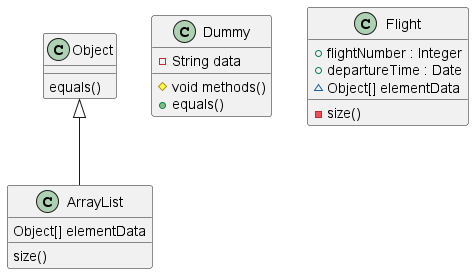 C Object
equals()
C Dummy
String data
void methods()
equals()
C Flight
flightNumber : Integer
departureTime : Date
Object[] elementData
size()
C ArrayList
Object[] elementData
size()